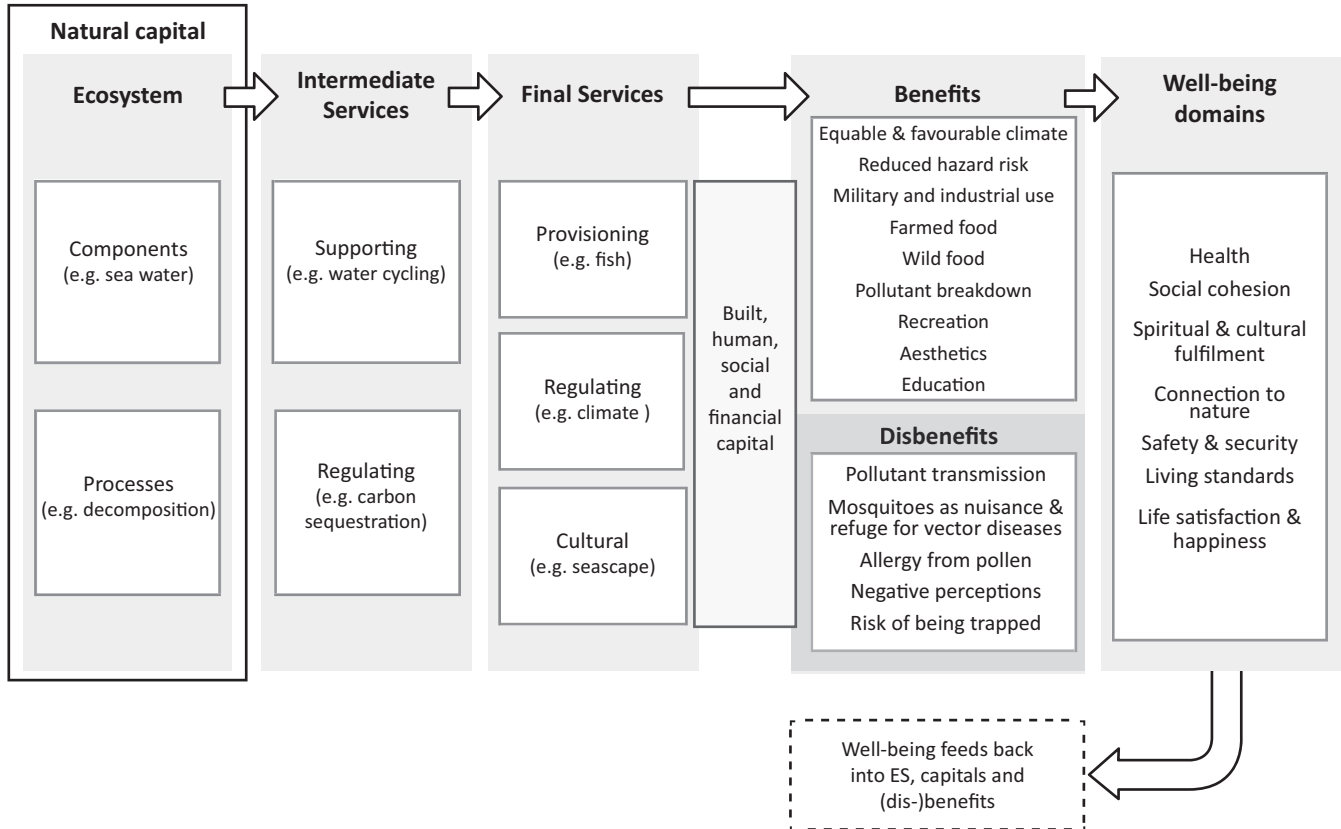 Natural capital
Ecosystem
Components
(e.g. sea water)
Processes
(e.g. decomposition)
Intermediate
Services
Supporting
(e.g. water cycling)
Regulating
(e.g. carbon
sequestration)
Final Services
Provisioning
(e.g. fish)
Regulating
(e.g. climate )
Cultural
(e.g. seascape)
Built,
human,
social
and
financial
capital
Benefits
Equable & favourable climate
Reduced hazard risk
Military and industrial use
Farmed food
Wild food
Pollutant breakdown
Recreation
Aesthetics
Education
Disbenefits
Pollutant transmission
Mosquitoes as nuisance &
refuge for vector diseases
Allergy from pollen
Negative perceptions
Risk of being trapped
Well-being
domains
Health
Social cohesion
Spiritual & cultural
fulfilment
Connection to
nature
Safety & security
Living standards
Life satisfaction &
happiness
Well-being feeds back
into ES, capitals and
(dis-)benefits